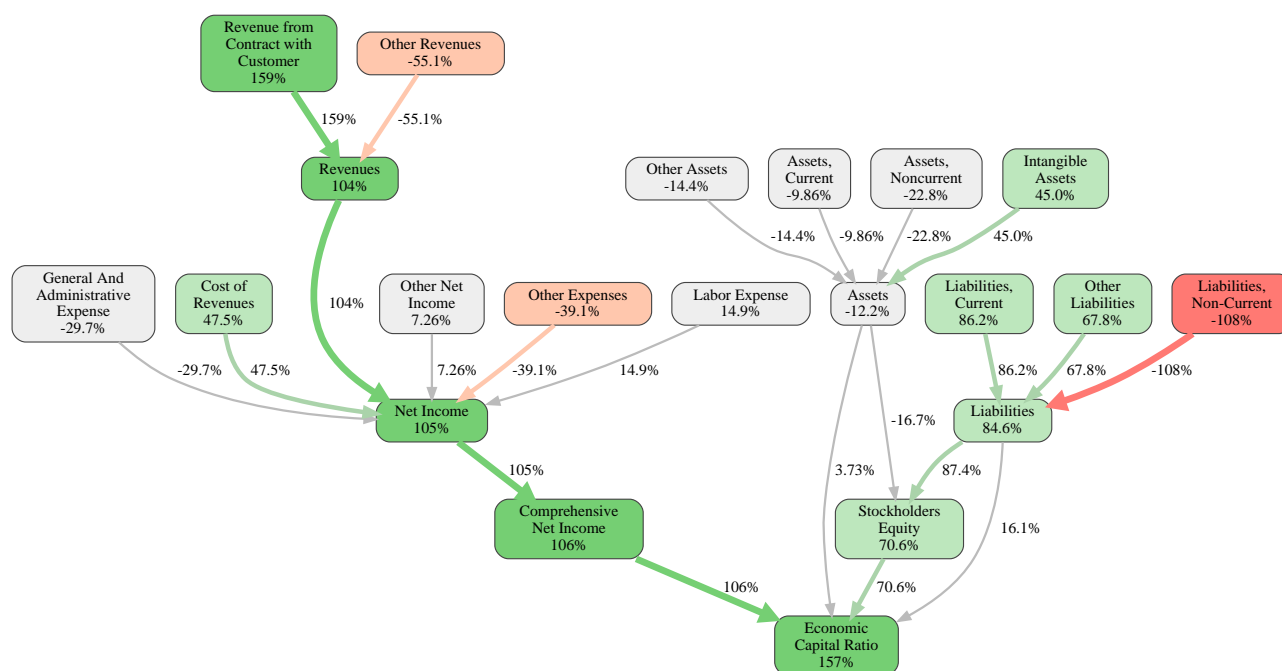 Revenue from
Contract with
Customer
159%
Other Revenues
-55.1%
159%
-55.1%
Revenues
104%
Other Assets
-14.4%
Assets,
Current
-9.86%
Assets,
Noncurrent
-22.8%
Intangible
Assets
45.0%
-14.4%
-9.86%
-22.8%
45.0%
General And
Administrative
Expense
-29.7%
Cost of
Revenues
47.5%
104%
Other Net
Income
7.26%
Other Expenses
-39.1%
Labor Expense
14.9%
Assets
-12.2%
Liabilities,
Current
86.2%
Other
Liabilities
67.8%
Liabilities,
Non-Current
-108%
-29.7%
47.5%
7.26%
-39.1%
14.9%
86.2%
67.8%
-108%
Net Income
105%
-16.7%
Liabilities
84.6%
105%
3.73%
87.4%
Comprehensive
Net Income
106%
Stockholders
Equity
70.6%
16.1%
106%
70.6%
Economic
Capital Ratio
157%